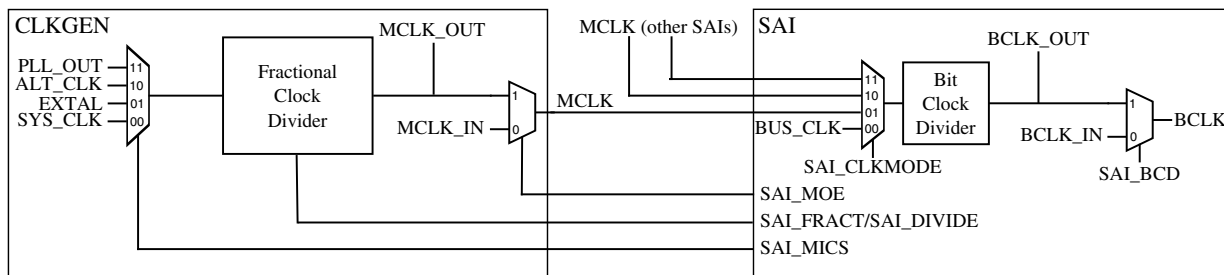 CLKGEN
PLL_OUT
ALT_CLK
EXTAL
SYS_CLK
11
10
01
00
Fractional
Clock
Divider
MCLK_OUT
MCLK_IN
1
0
MCLK
MCLK (other SAIs)
SAI
BUS_CLK
11
10
01
00
SAI_CLKMODE
Bit
Clock
Divider
BCLK_OUT
BCLK_IN
1
0
BCLK
SAI_BCD
SAI_MOE
SAI_FRACT/SAI_DIVIDE
SAI_MICS